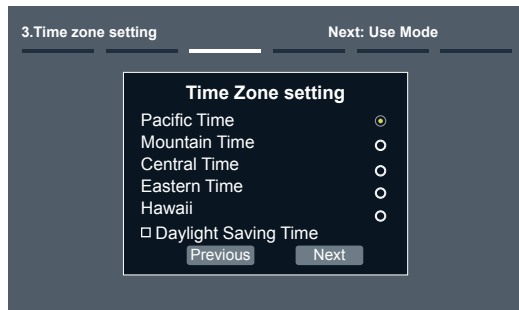 3.Time zone setting Next: Use Mode
Time Zone setting
Pacific Time
Mountain Time
Central Time
Eastern Time
Hawaii
Daylight Saving Time
Previous Next